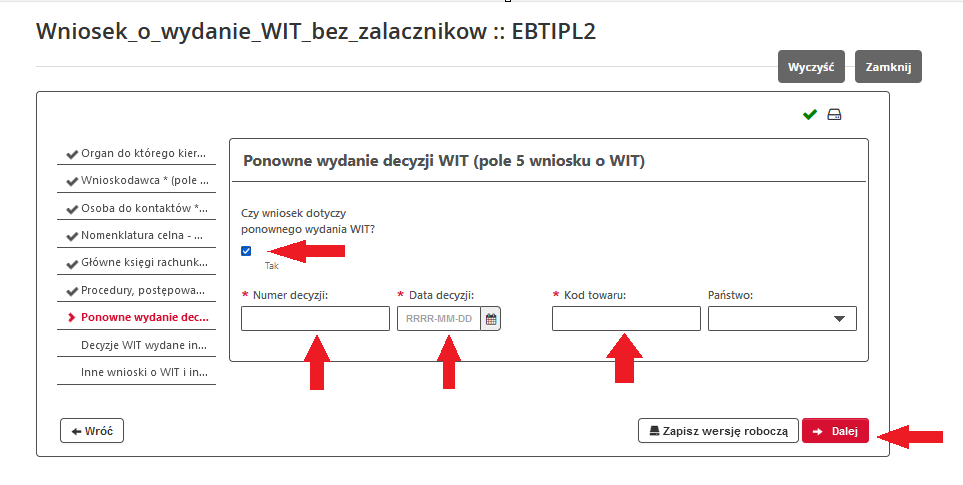 Wniosek_o_wydanie_WIT_bez_zalacznikow :: EBTIPL2
Wyczyść
Zamknij
Organ do którego kier...
Wnioskodawca * (pole ...
Osoba do kontaktów *...
Nomenklatura celna - ...
Główne księgi rachunk...
Procedury, postępowa...
Ponowne wydanie dec...
Decyzje WIT wydane in...
Inne wnioski o WIT i in...
Ponowne wydanie decyzji WIT (pole 5 wniosku o WIT)
Czy wniosek dotyczy
ponownego wydania WIT?
Tak
* Numer decyzji:
* Data decyzji:
* Kod towaru:
Państwo:
RRRR-MM-DD
Wróć
Zapisz wersję roboczą
Dalej